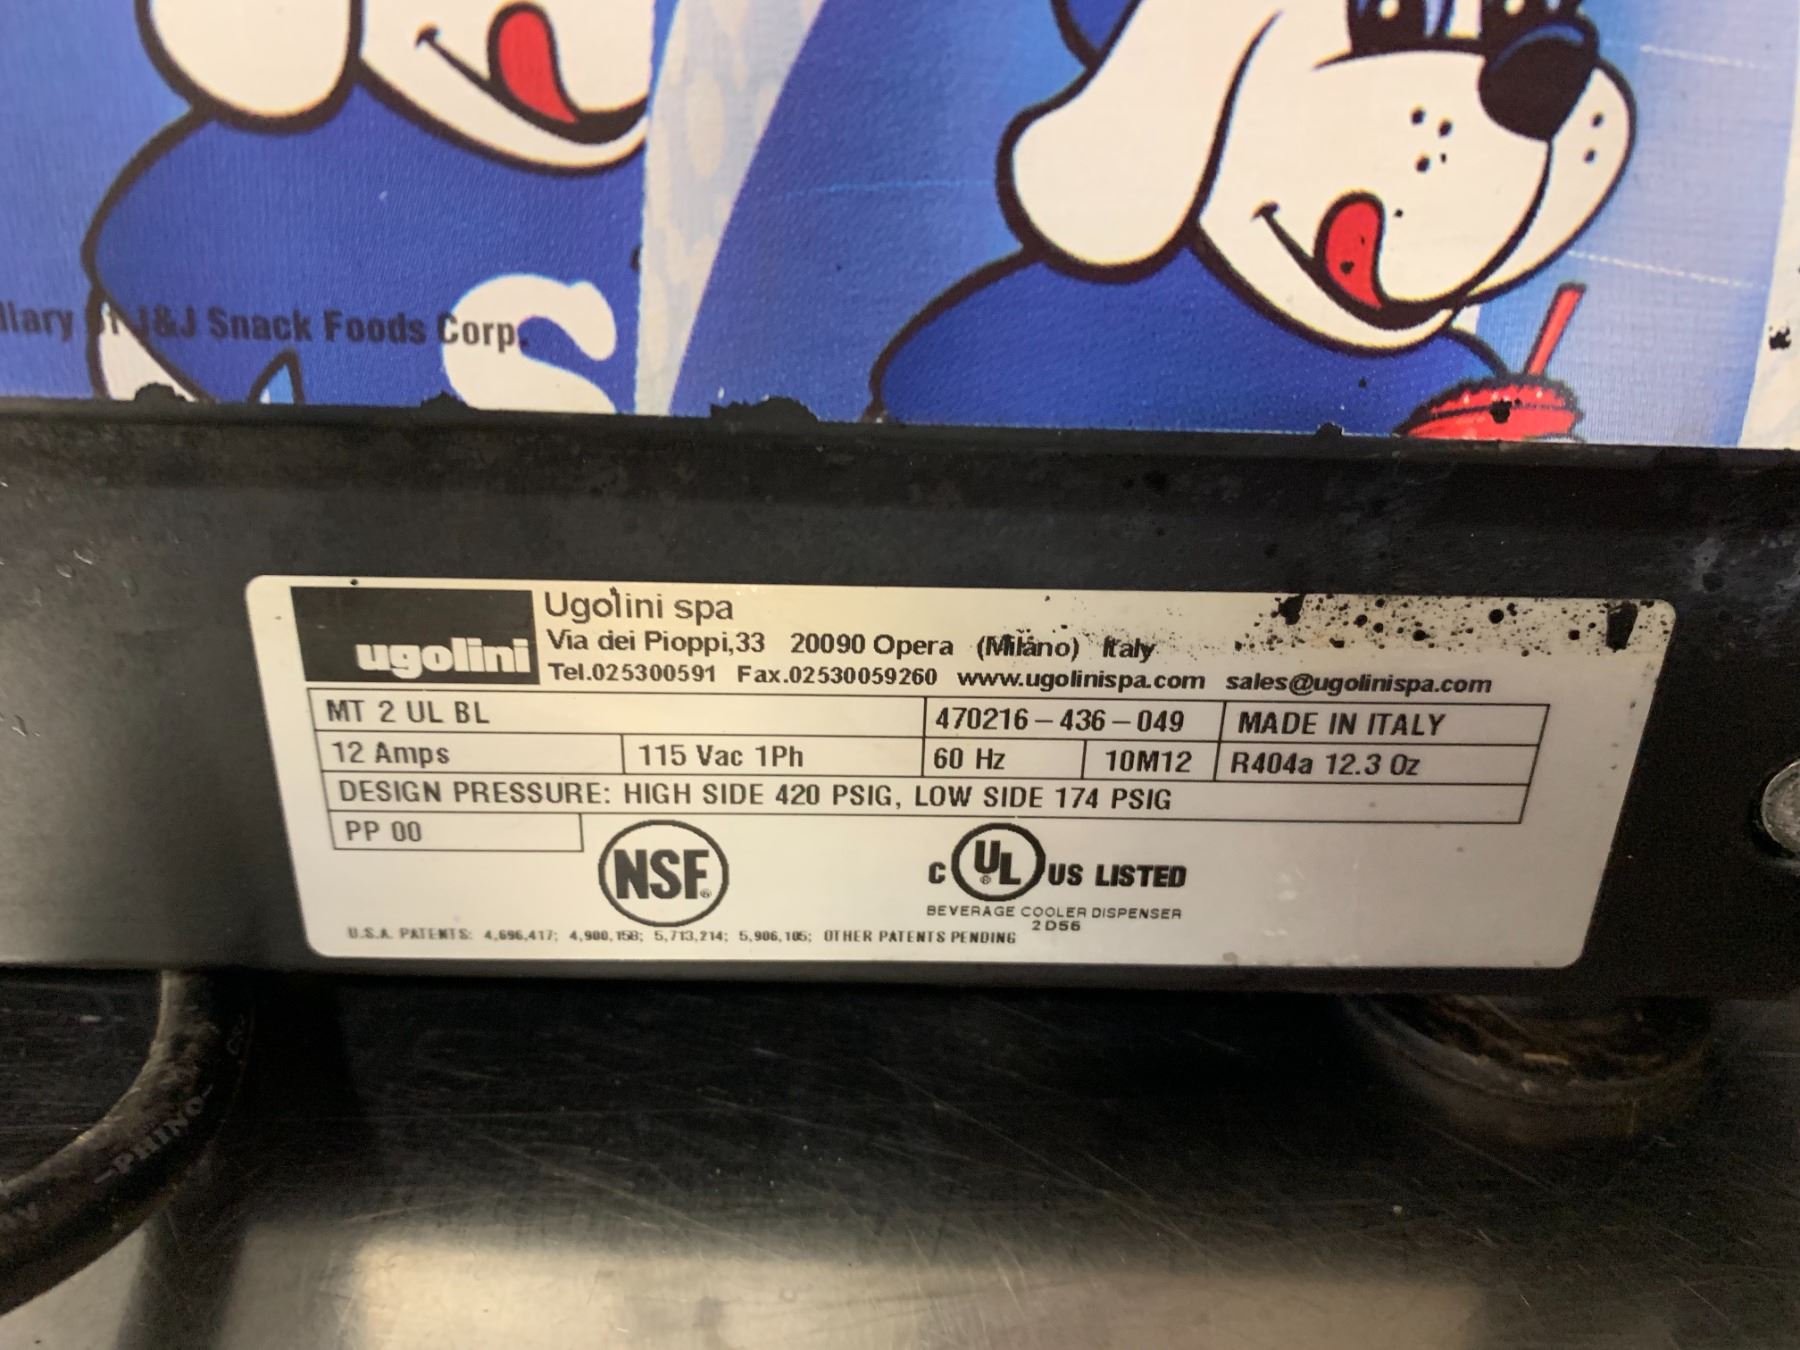 of J&J Snack Foods Corp.
S
ugolini
Ugolini spa
Via dei Pioppi,33 20090 Opera (Milano) Italy
Tel.025300591 Fax.02530059260 www.ugolinispa.com sales@ugolinispa.com
MT 2 UL BL 470216-436-049 MADE IN ITALY
12 Amps 115 Vac 1Ph 60 Hz 10M12 R404a 12.3 Oz
DESIGN PRESSURE: HIGH SIDE 420 PSIG, LOW SIDE 174 PSIG
PP 00
NSF®
C UL® US LISTED
BEVERAGE COOLER DISPENSER
2D56
U.S.A. PATENTS: 4,696,417; 4,900,158; 5,713,214; 5,906,105; OTHER PATENTS PENDING
RHINO